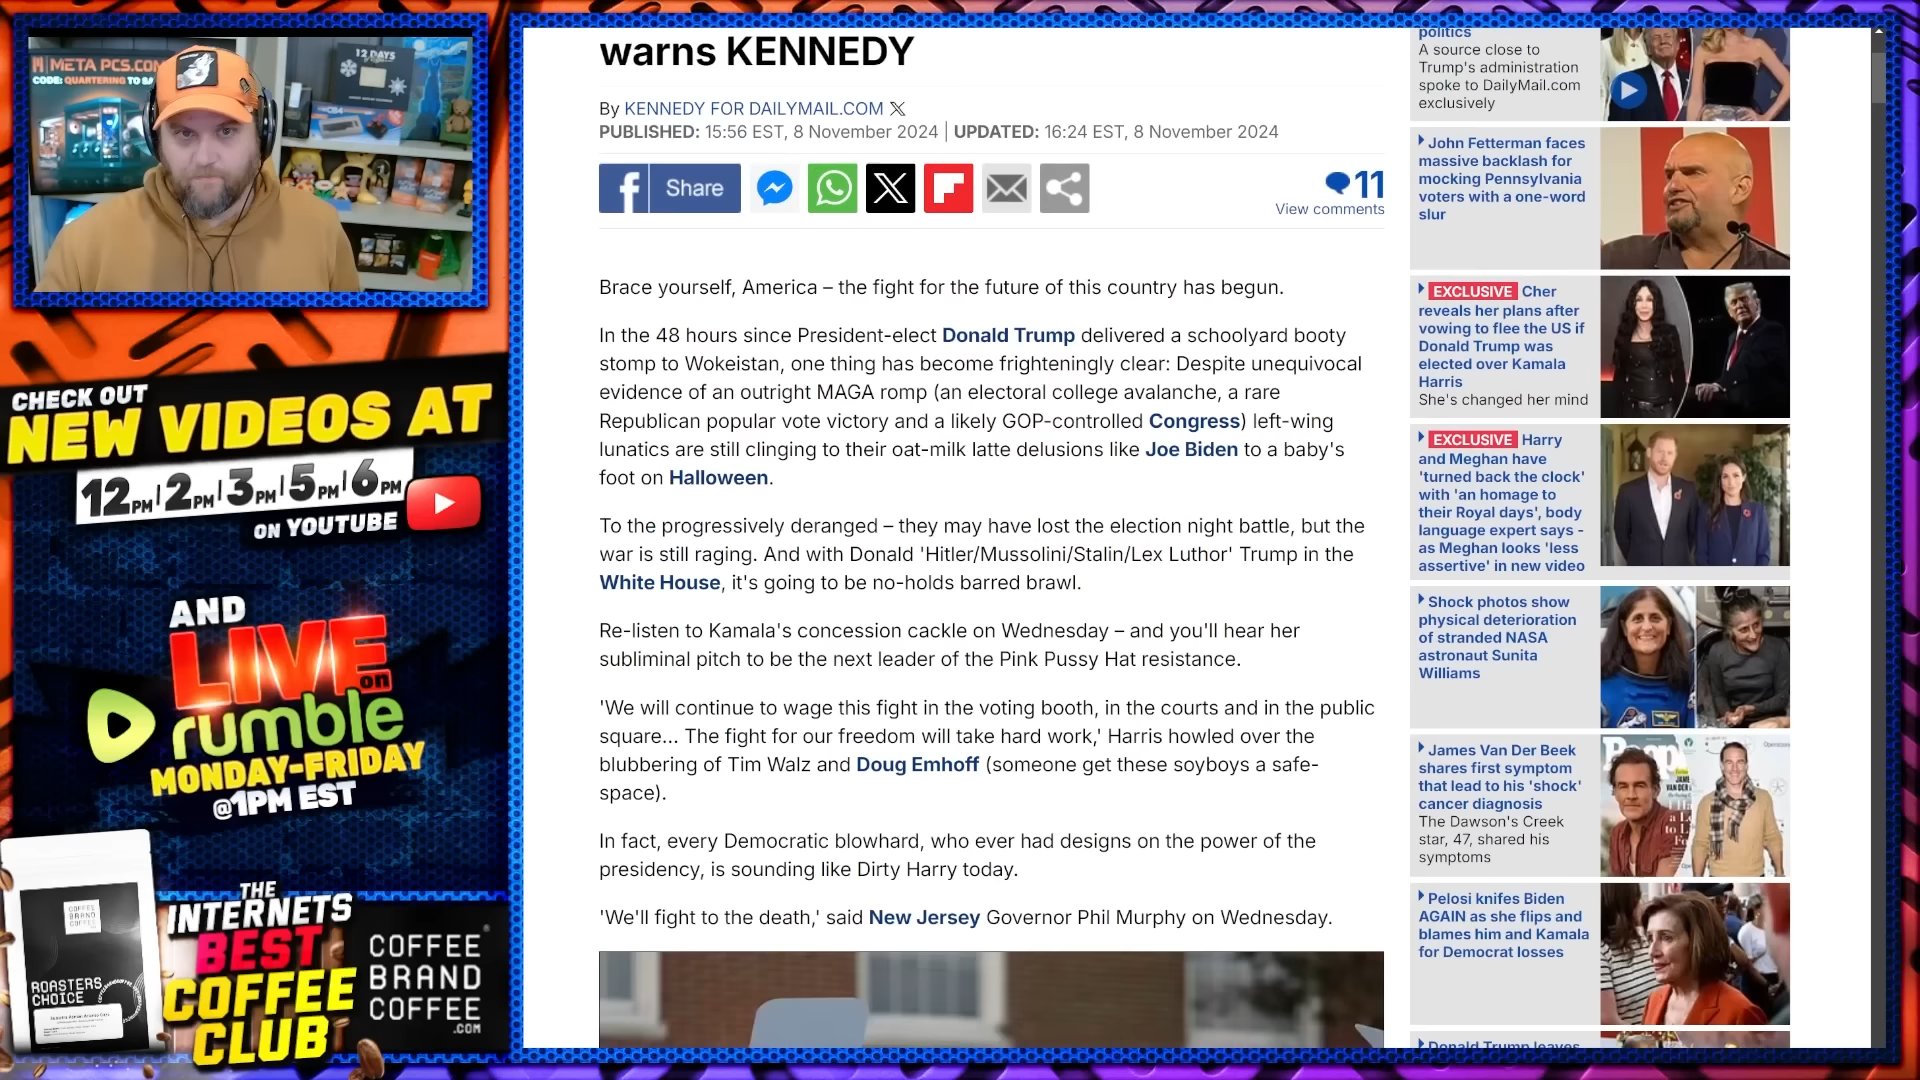 META PCS.COM
CODE: QUARTERING TO SA
12 DAYS
CHECK OUT
NEW VIDEOS AT
12PM | 2PM | 3PM | 5PM | 6PM
ON YOUTUBE
AND
LIVE
on
rumble
MONDAY-FRIDAY
@1PM EST
COFFEE
BRAND
COFFEE
ROASTERS
CHOICE
THE
INTERNETS
BEST
COFFEE
CLUB
COFFEE
BRAND
COFFEE
.COM
warns KENNEDY
By KENNEDY FOR DAILYMAIL.COM
PUBLISHED: 15:56 EST, 8 November 2024 | UPDATED: 16:24 EST, 8 November 2024
Share
11
View comments
Brace yourself, America – the fight for the future of this country has begun.
In the 48 hours since President-elect Donald Trump delivered a schoolyard booty
stomp to Wokeistan, one thing has become frighteningly clear: Despite unequivocal
evidence of an outright MAGA romp (an electoral college avalanche, a rare
Republican popular vote victory and a likely GOP-controlled Congress) left-wing
lunatics are still clinging to their oat-milk latte delusions like Joe Biden to a baby's
foot on Halloween.
To the progressively deranged – they may have lost the election night battle, but the
war is still raging. And with Donald 'Hitler/Mussolini/Stalin/Lex Luthor' Trump in the
White House, it's going to be no-holds barred brawl.
Re-listen to Kamala's concession cackle on Wednesday – and you'll hear her
subliminal pitch to be the next leader of the Pink Pussy Hat resistance.
'We will continue to wage this fight in the voting booth, in the courts and in the public
square... The fight for our freedom will take hard work,' Harris howled over the
blubbering of Tim Walz and Doug Emhoff (someone get these soyboys a safe-
space).
In fact, every Democratic blowhard, who ever had designs on the power of the
presidency, is sounding like Dirty Harry today.
'We'll fight to the death,' said New Jersey Governor Phil Murphy on Wednesday.
politics
A source close to
Trump's administration
spoke to DailyMail.com
exclusively
John Fetterman faces
massive backlash for
mocking Pennsylvania
voters with a one-word
slur
EXCLUSIVE Cher
reveals her plans after
vowing to flee the US if
Donald Trump was
elected over Kamala
Harris
She's changed her mind
EXCLUSIVE Harry
and Meghan have
'turned back the clock'
with 'an homage to
their Royal days', body
language expert says -
as Meghan looks 'less
assertive' in new video
Shock photos show
physical deterioration
of stranded NASA
astronaut Sunita
Williams
James Van Der Beek
shares first symptom
that lead to his 'shock'
cancer diagnosis
The Dawson's Creek
star, 47, shared his
symptoms
Pelosi knifes Biden
AGAIN as she flips and
blames him and Kamala
for Democrat losses
Donald Trump leaves